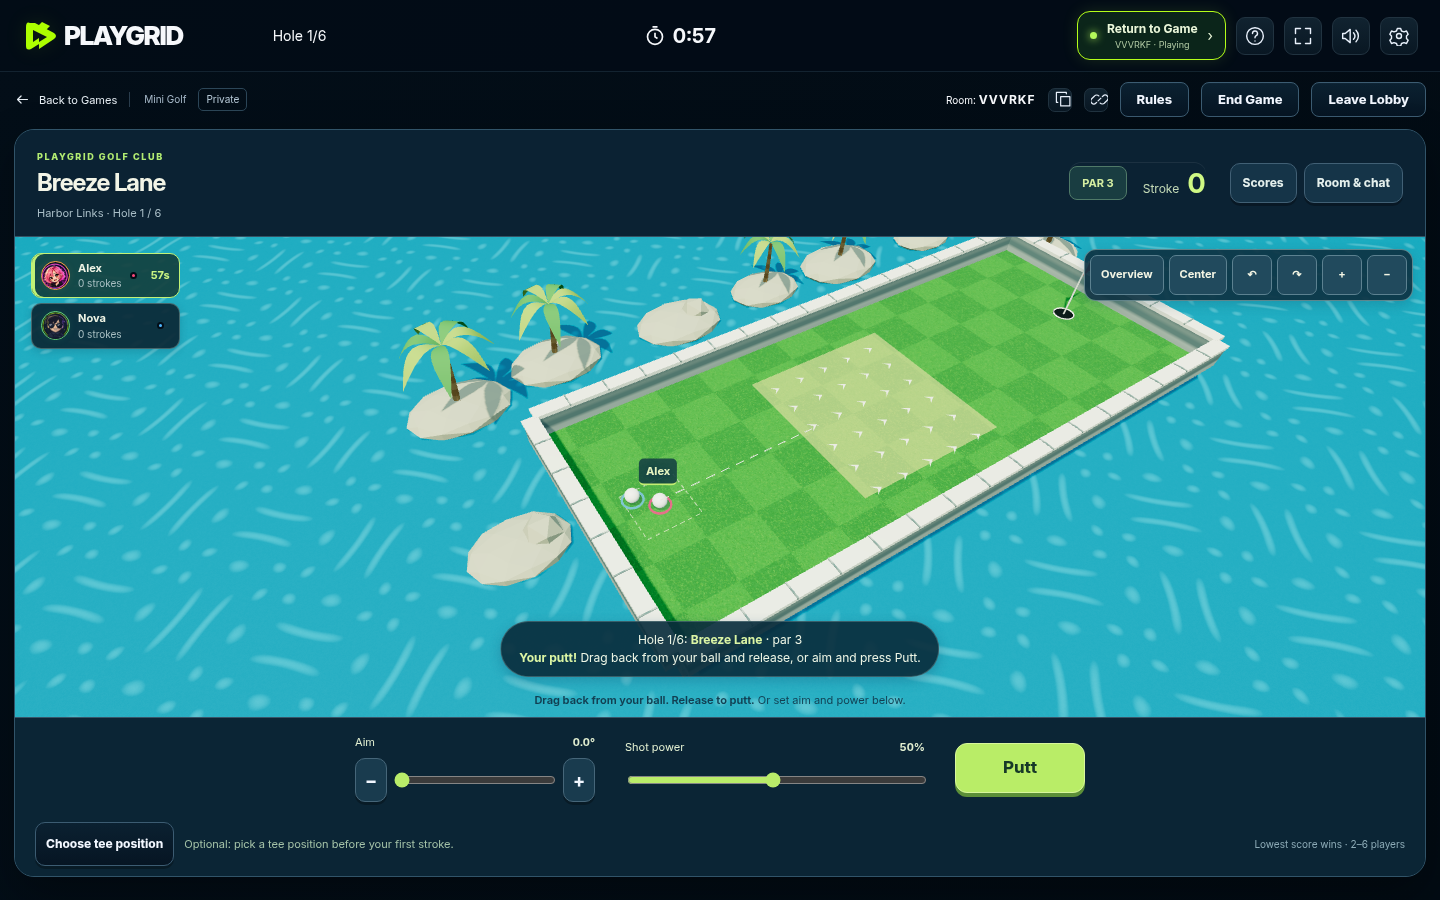 PLAYGRID
Hole 1/6
0:57
Return to Game
VVVRKF · Playing
Back to Games
Mini Golf
Private
Room: VVVRKF
Rules
End Game
Leave Lobby
PLAYGRID GOLF CLUB
Breeze Lane
Harbor Links · Hole 1 / 6
PAR 3
Stroke 0
Scores
Room & chat
Alex
0 strokes
57s
Nova
0 strokes
Overview
Center
↶
↷
+
−
Alex
Hole 1/6: Breeze Lane · par 3
Your putt! Drag back from your ball and release, or aim and press Putt.
Drag back from your ball. Release to putt. Or set aim and power below.
Aim
0.0°
−
+
Shot power
50%
Putt
Choose tee position
Optional: pick a tee position before your first stroke.
Lowest score wins · 2–6 players